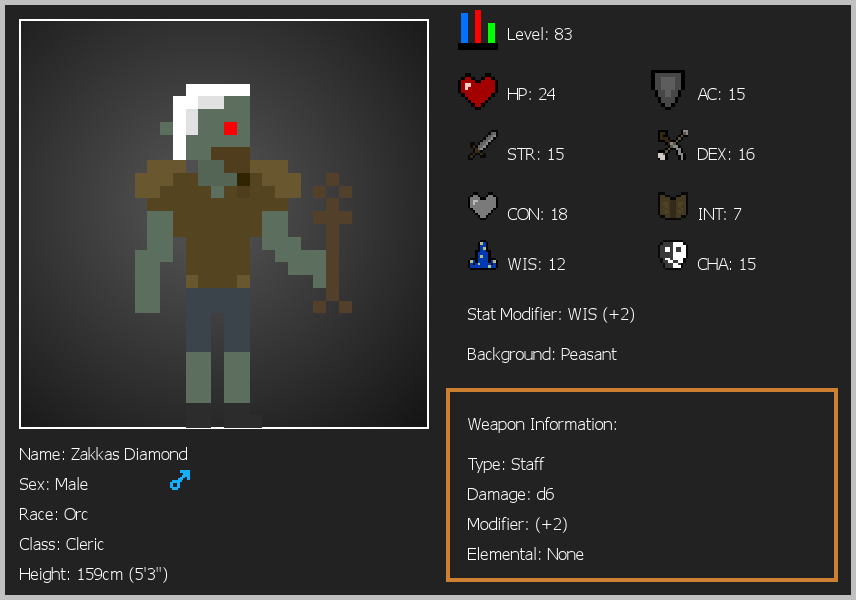 Level: 83
HP: 24
AC: 15
STR: 15
DEX: 16
CON: 18
INT: 7
WIS: 12
CHA: 15
Stat Modifier: WIS (+2)
Background: Peasant
Weapon Information:
Type: Staff
Damage: d6
Modifier: (+2)
Elemental: None
Name: Zakkas Diamond
Sex: Male
Race: Orc
Class: Cleric
Height: 159cm (5'3")